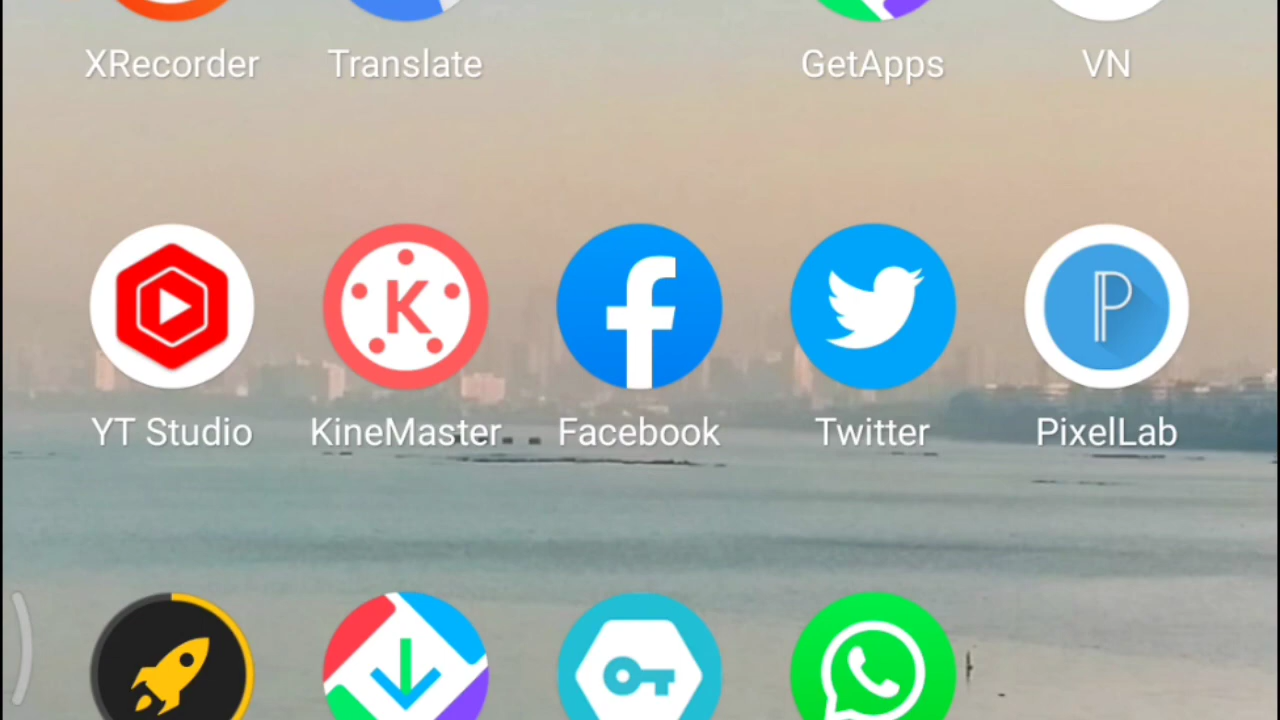 XRecorder Translate GetApps VN
YT Studio KineMaster Facebook Twitter PixelLab